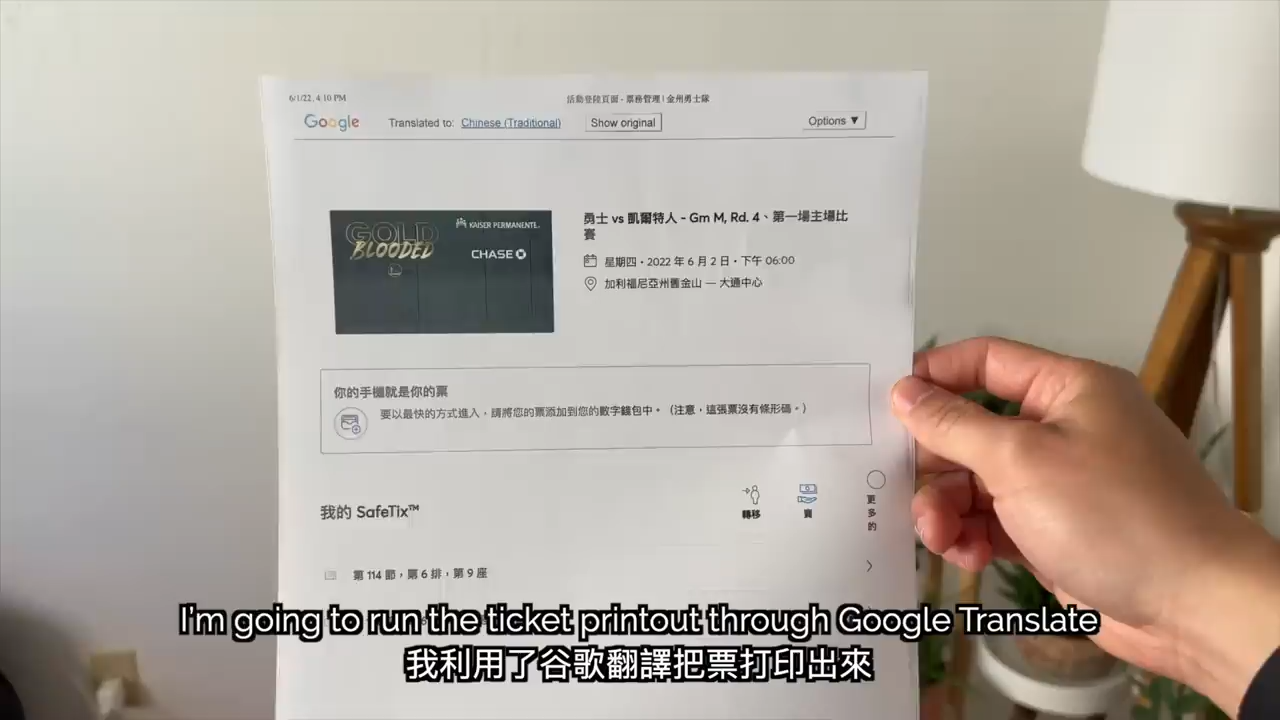 6/1/22, 4:10 PM
活動登陸頁面 - 票務管理 | 金州勇士隊
Google
Translated to: Chinese (Traditional)
Show original
Options ▼
GOLD
BLOODED
KAISER PERMANENTE.
CHASE
勇士 vs 凱爾特人 - Gm M, Rd. 4、第一場主場比
賽
星期四・2022 年 6 月 2 日・下午 06:00
加利福尼亞州舊金山 — 大通中心
你的手機就是你的票
要以最快的方式進入，請將您的票添加到您的數字錢包中。（注意，這張票沒有條形碼。）
我的 SafeTix™
轉移
賣
更多的
第 114 節，第 6 排，第 9 座
I'm going to run the ticket printout through Google Translate
我利用了谷歌翻譯把票打印出來